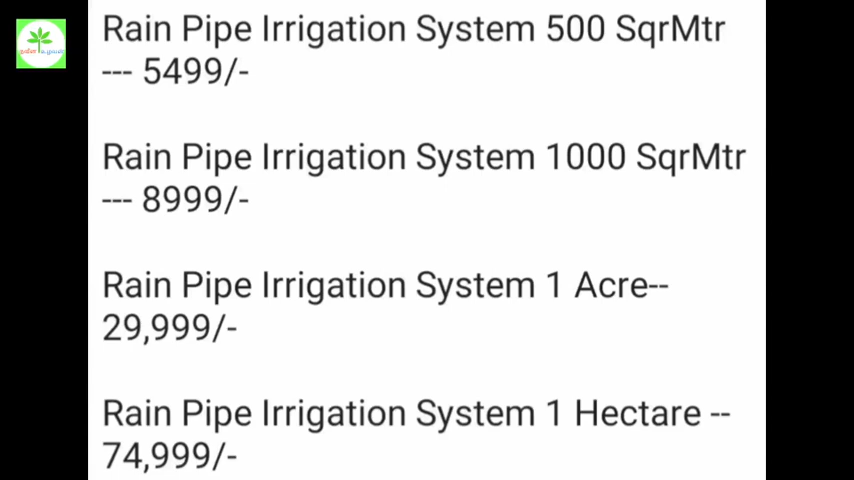 Rain Pipe Irrigation System 500 SqrMtr
--- 5499/-
Rain Pipe Irrigation System 1000 SqrMtr
--- 8999/-
Rain Pipe Irrigation System 1 Acre--
29,999/-
Rain Pipe Irrigation System 1 Hectare --
74,999/-